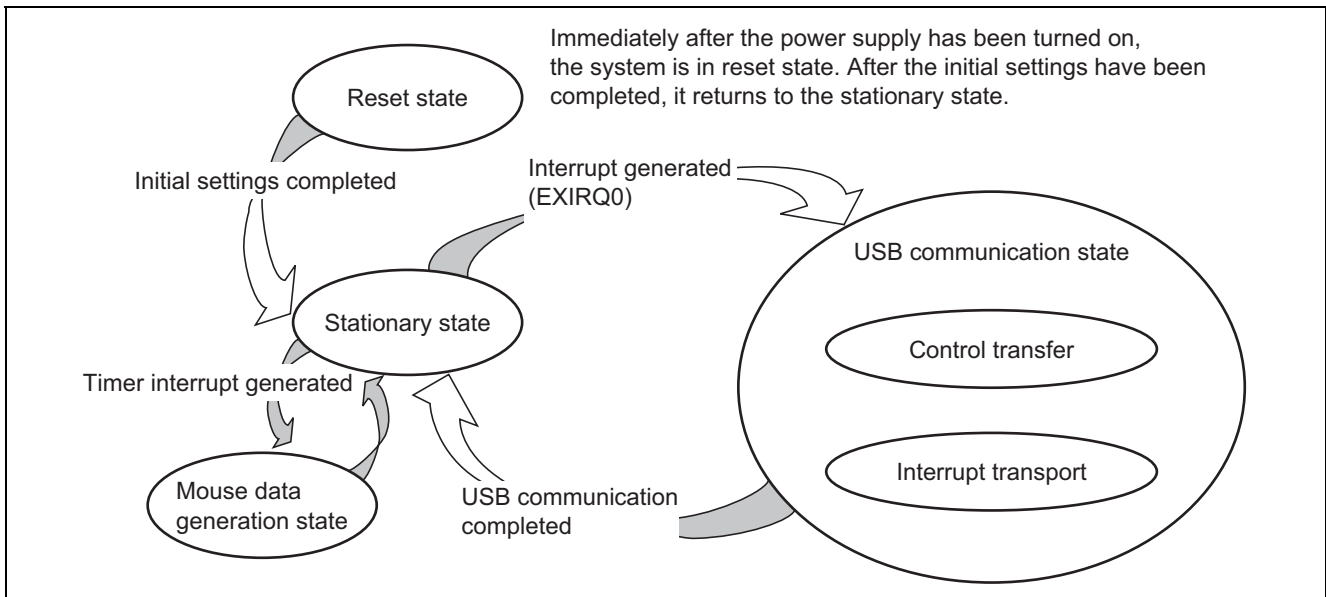 Immediately after the power supply has been turned on,
the system is in reset state. After the initial settings have been
completed, it returns to the stationary state.
Reset state
Initial settings completed
Interrupt generated
(EXIRQ0)
USB communication state
Stationary state
Control transfer
Timer interrupt generated
Interrupt transport
Mouse data
generation state
USB communication
completed